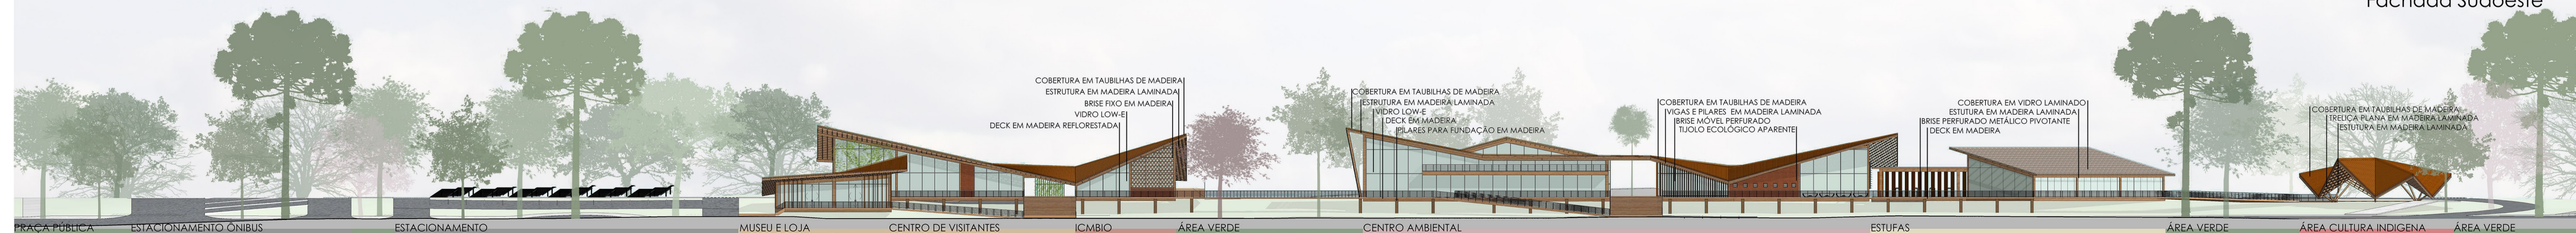 Fachada Sudoeste
COBERTURA EM TAUBILHAS DE MADEIRA
ESTRUTURA EM MADEIRA LAMINADA
BRISE FIXO EM MADEIRA
VIDRO LOW-E
DECK EM MADEIRA REFLORESTADA
COBERTURA EM TAUBILHAS DE MADEIRA
ESTRUTURA EM MADEIRA LAMINADA
VIDRO LOW-E
DECK EM MADEIRA
PILARES PARA FUNDAÇÃO EM MADEIRA
COBERTURA EM TAUBILHAS DE MADEIRA
VIGAS E PILARES EM MADEIRA LAMINADA
BRISE MÓVEL PERFURADO
TIJOLO ECOLÓGICO APARENTE
COBERTURA EM VIDRO LAMINADO
ESTUTURA EM MADEIRA LAMINADA
BRISE PERFURADO METÁLICO PIVOTANTE
DECK EM MADEIRA
COBERTURA EM TAUBILHAS DE MADEIRA
TRELIÇA PLANA EM MADEIRA LAMINADA
ESTUTURA EM MADEIRA LAMINADA
PRAÇA PÚBLICA
ESTACIONAMENTO ÔNIBUS
ESTACIONAMENTO
MUSEU E LOJA
CENTRO DE VISITANTES
ICMBIO
ÁREA VERDE
CENTRO AMBIENTAL
ESTUFAS
ÁREA VERDE
ÁREA CULTURA INDIGENA
ÁREA VERDE